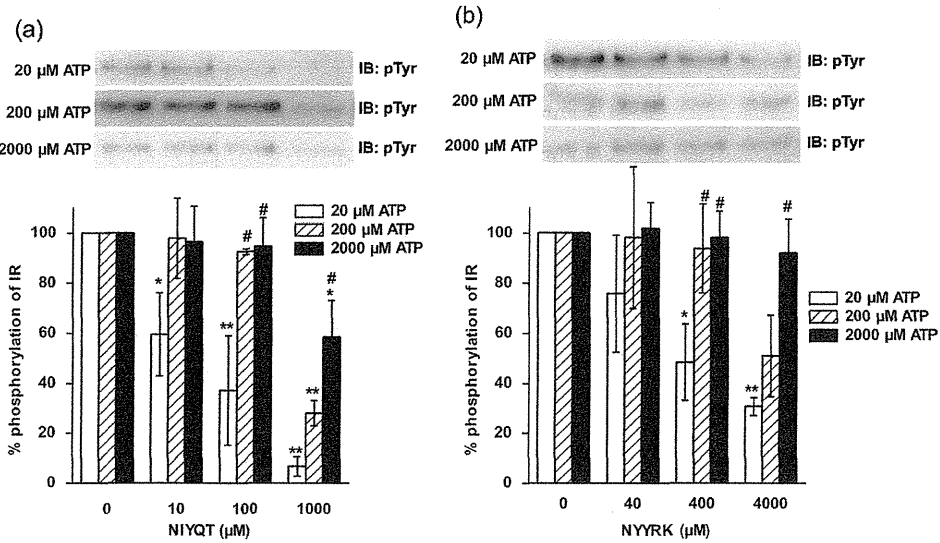 (a)
20 µM ATP IB: pTyr
200 µM ATP IB: pTyr
2000 µM ATP IB: pTyr
% phosphorylation of IR
100
80
60
40
20
0
* ** # # ** ** # *
20 µM ATP
200 µM ATP
2000 µM ATP
0 10 100 1000
NIYQT (µM)
(b)
20 µM ATP IB: pTyr
200 µM ATP IB: pTyr
2000 µM ATP IB: pTyr
% phosphorylation of IR
100
80
60
40
20
0
* # # ** #
20 µM ATP
200 µM ATP
2000 µM ATP
0 40 400 4000
NYYRK (µM)